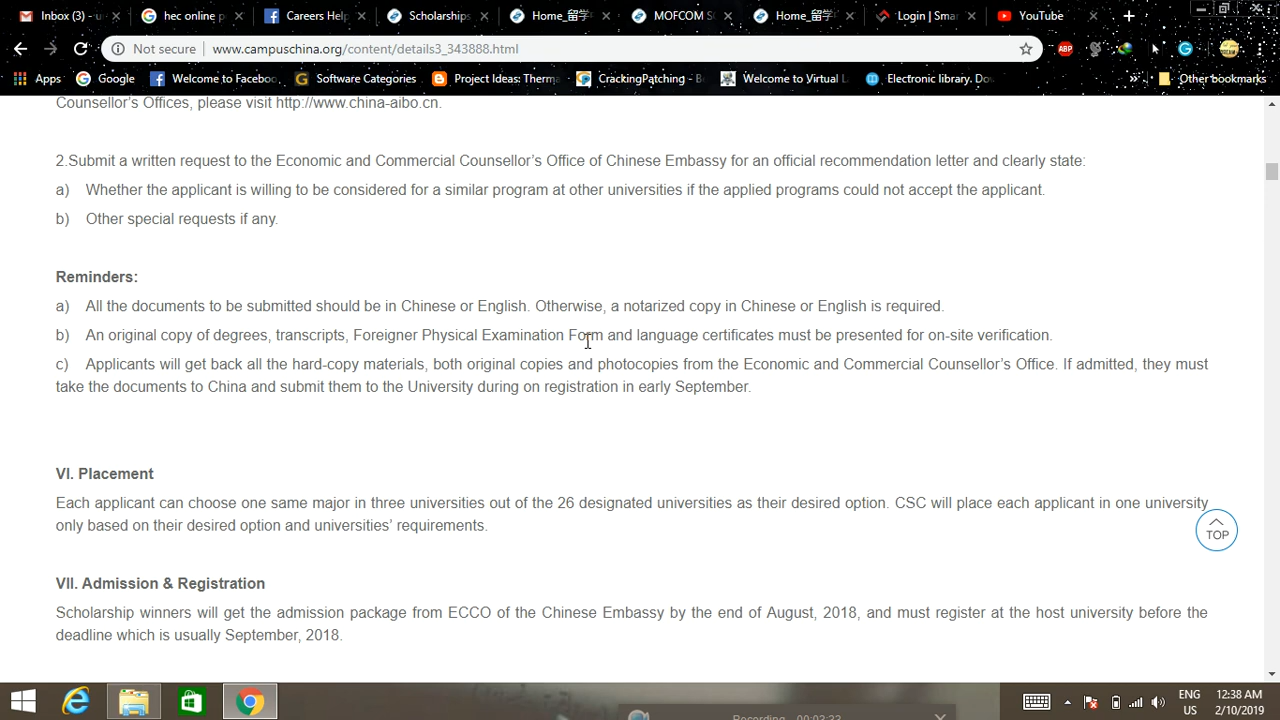 Inbox (3) - u
hec online p
Careers Help
Scholarships
Home_留学
MOFCOM S
Home_留学
Login | Smar
YouTube
Not secure
www.campuschina.org/content/details3_343888.html
ABP
Apps
Google
Welcome to Faceboo
Software Categories
Project Ideas: Therma
CrackingPatching - B
Welcome to Virtual L
Electronic library. Do
Other bookmarks
Counsellor's Offices, please visit http://www.china-aibo.cn.
2.Submit a written request to the Economic and Commercial Counsellor's Office of Chinese Embassy for an official recommendation letter and clearly state:
a) Whether the applicant is willing to be considered for a similar program at other universities if the applied programs could not accept the applicant.
b) Other special requests if any.
Reminders:
a) All the documents to be submitted should be in Chinese or English. Otherwise, a notarized copy in Chinese or English is required.
b) An original copy of degrees, transcripts, Foreigner Physical Examination Form and language certificates must be presented for on-site verification.
c) Applicants will get back all the hard-copy materials, both original copies and photocopies from the Economic and Commercial Counsellor's Office. If admitted, they must
take the documents to China and submit them to the University during on registration in early September.
VI. Placement
Each applicant can choose one same major in three universities out of the 26 designated universities as their desired option. CSC will place each applicant in one university
only based on their desired option and universities' requirements.
TOP
VII. Admission & Registration
Scholarship winners will get the admission package from ECCO of the Chinese Embassy by the end of August, 2018, and must register at the host university before the
deadline which is usually September, 2018.
ENG
US
12:38 AM
2/10/2019